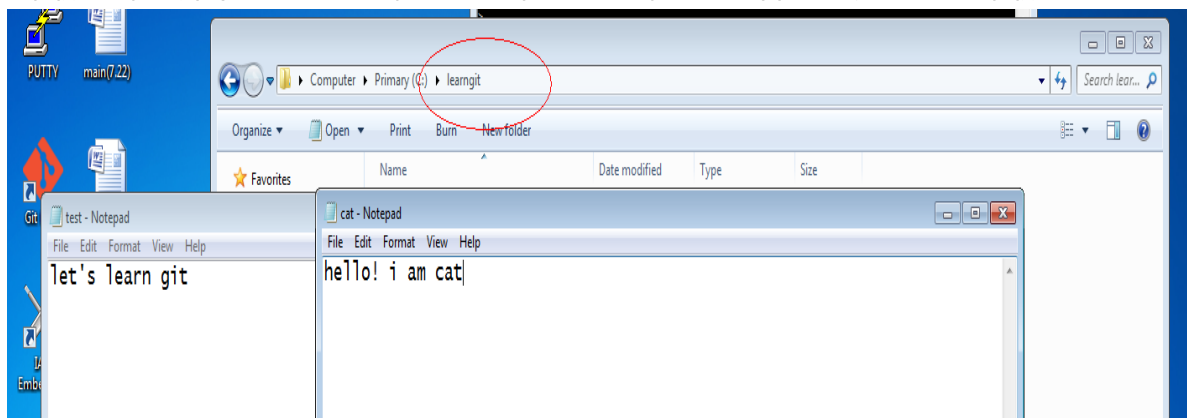 PUTTY
main(7.22)
Computer Primary (C:) learngit
Search lear...
Organize Open Print Burn New folder
Favorites
Name Date modified Type Size
Git
test - Notepad
File Edit Format View Help
let's learn git
cat - Notepad
File Edit Format View Help
hello! i am cat